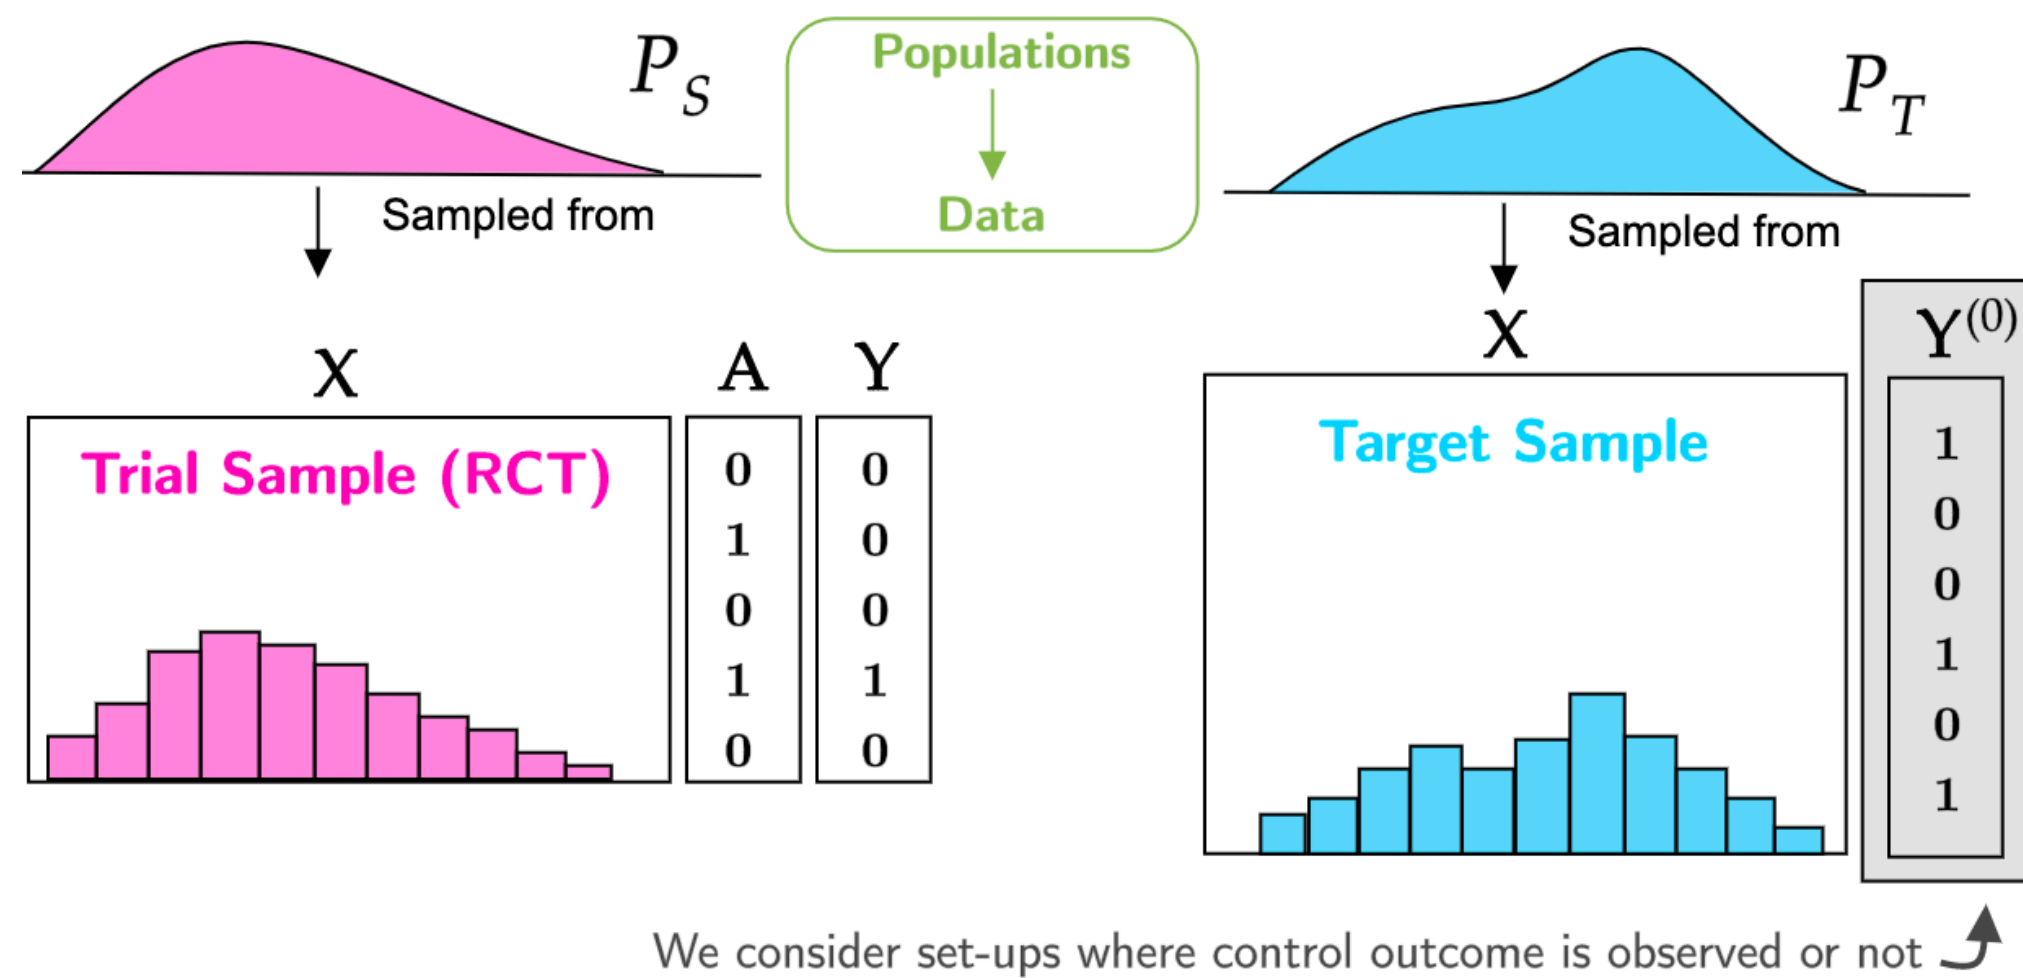 P_S
Populations
Data
P_T
Sampled from
Sampled from
X
A
Y
X
Y^(0)
Trial Sample (RCT)
0 0
1 0
0 0
1 1
0 0
Target Sample
1
0
0
1
0
1
We consider set-ups where control outcome is observed or not